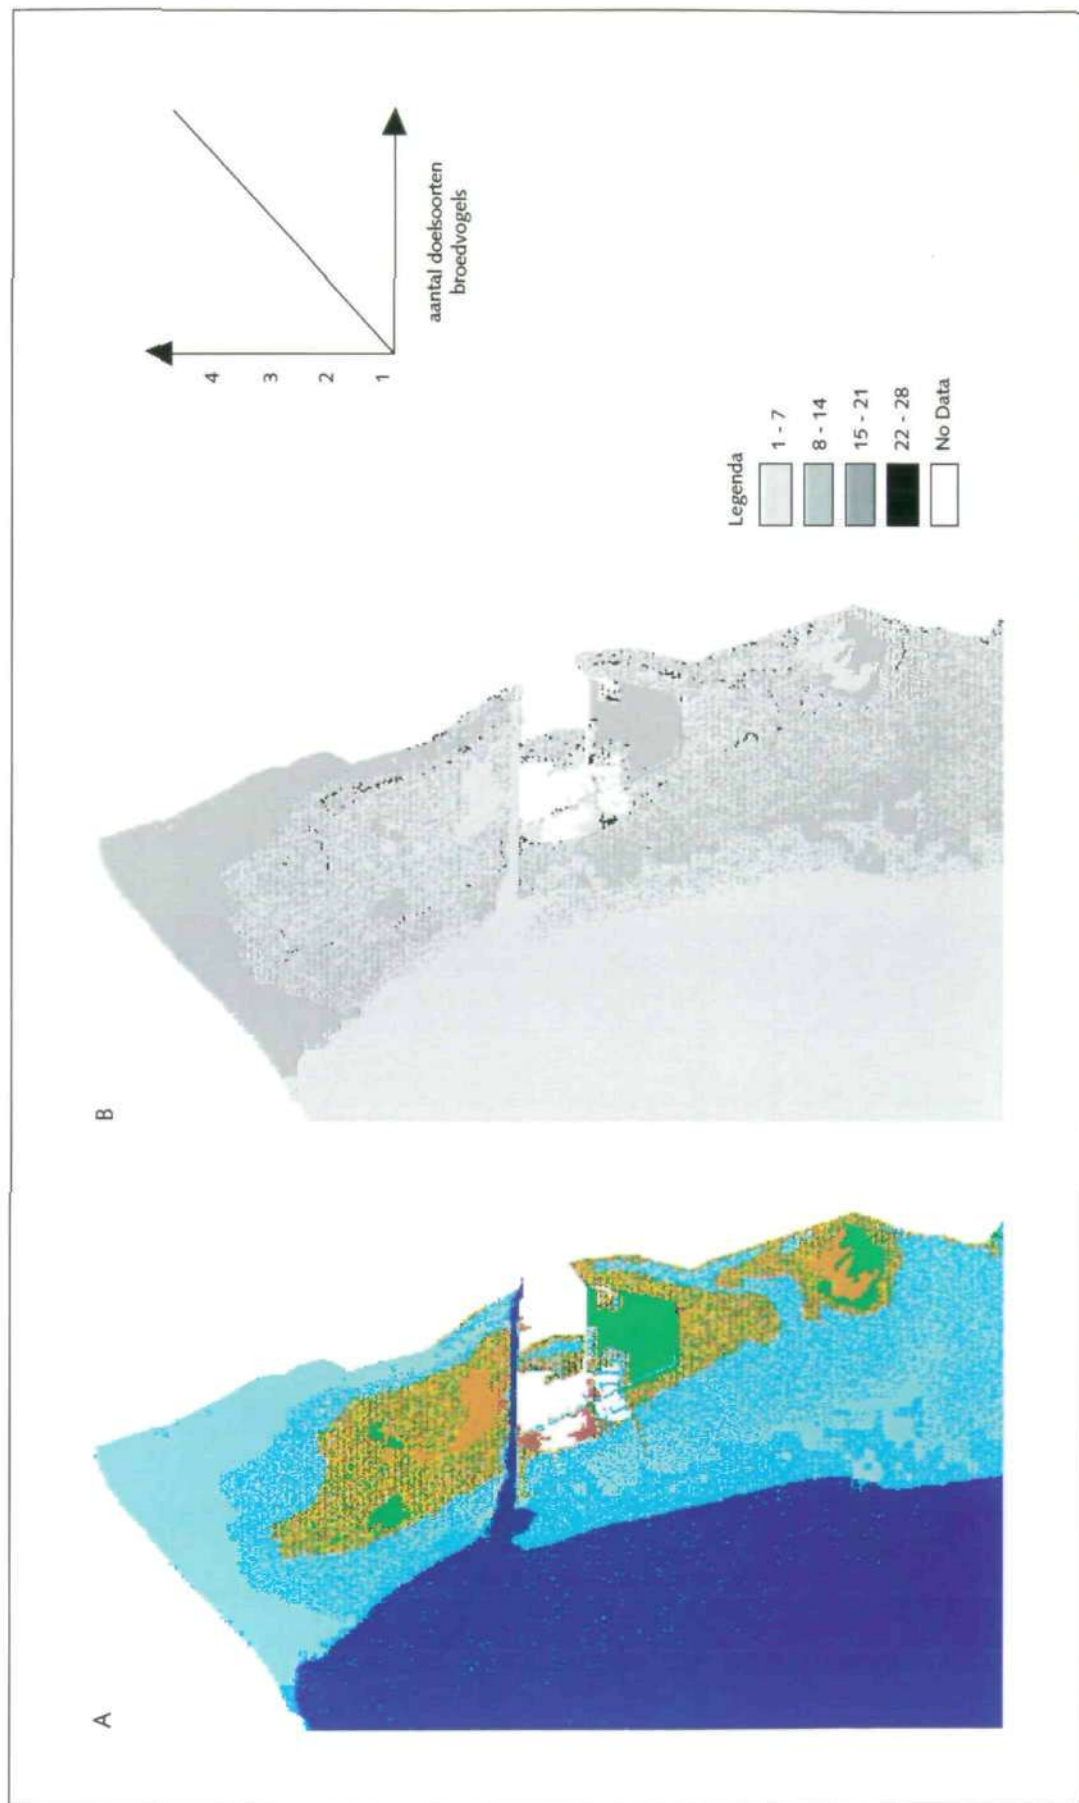 A
B
4
3
2
1
aantal doelsoorten
broedvogels
Legenda
1 - 7
8 - 14
15 - 21
22 - 28
No Data